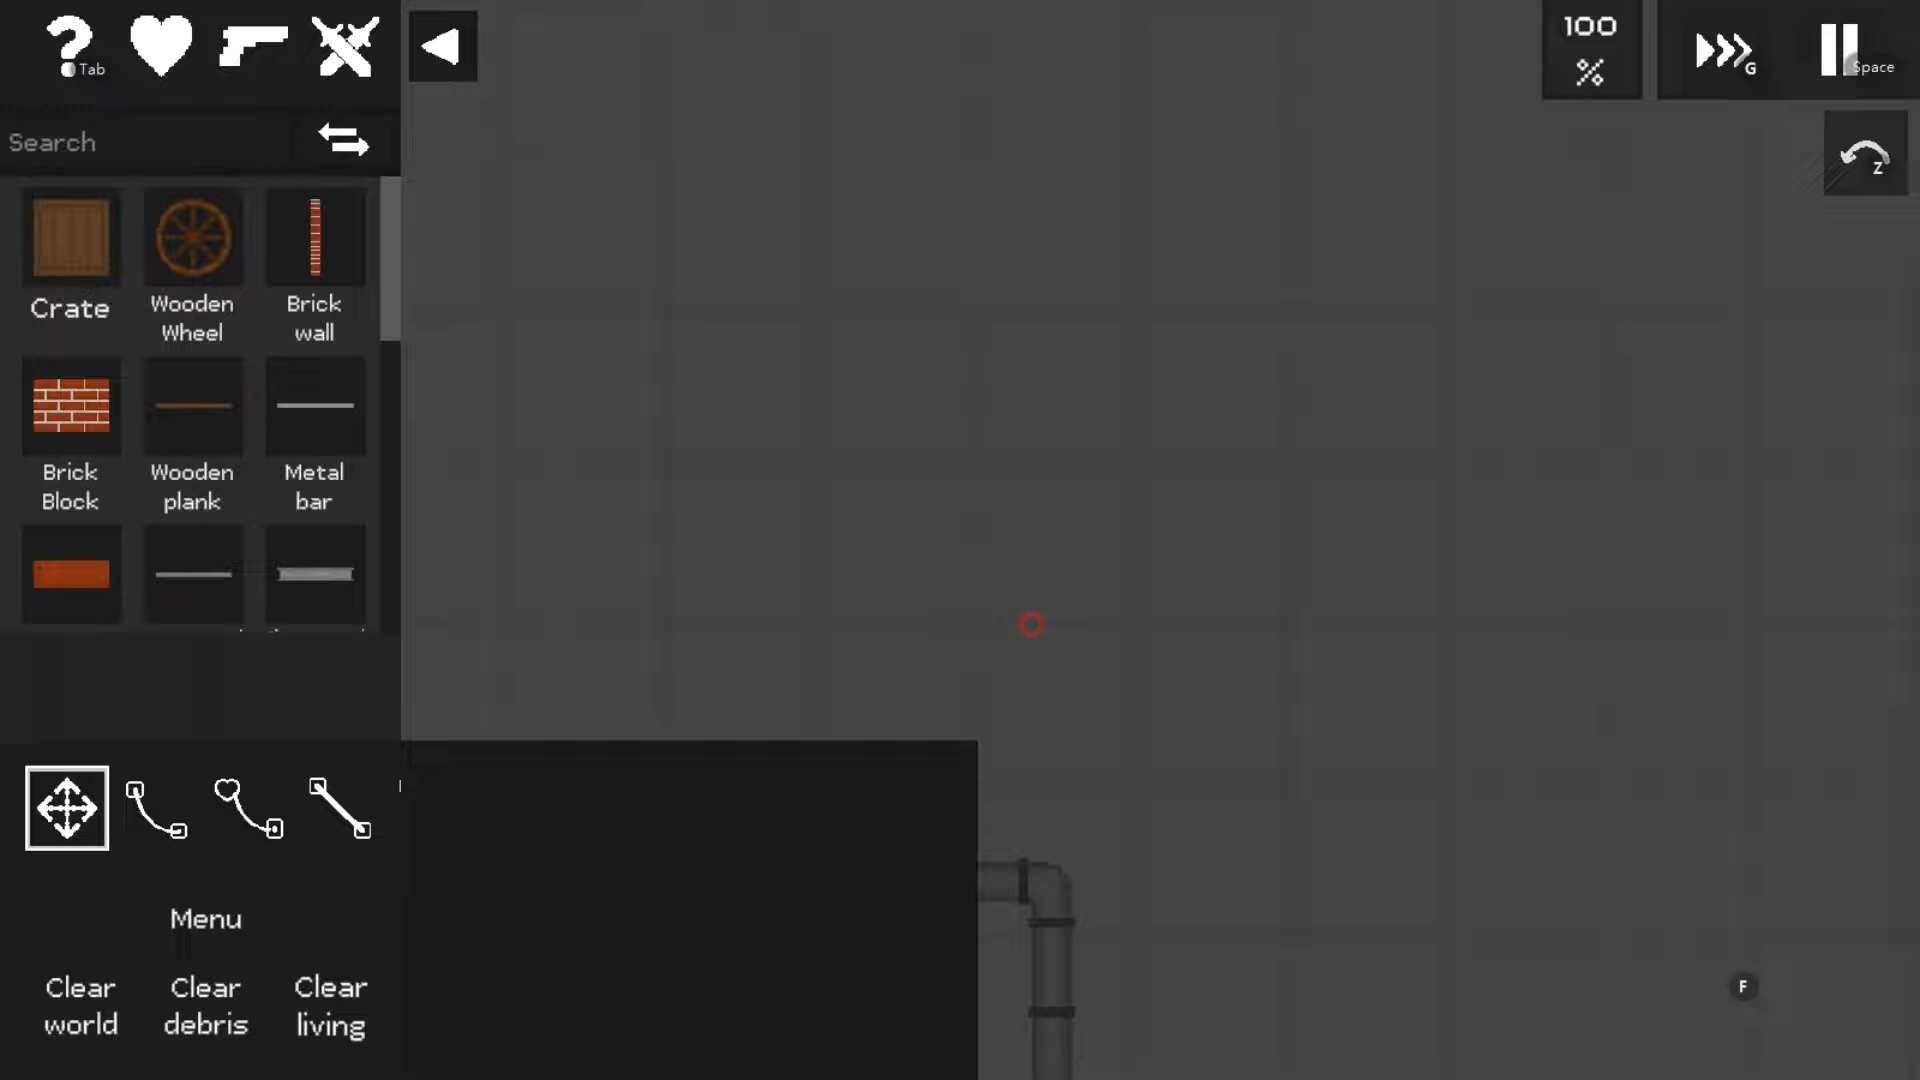 Tab
100
%
G
Space
Search
Z
Crate
Wooden
Wheel
Brick
wall
Brick
Block
Wooden
plank
Metal
bar
Menu
Clear
world
Clear
debris
Clear
living
F